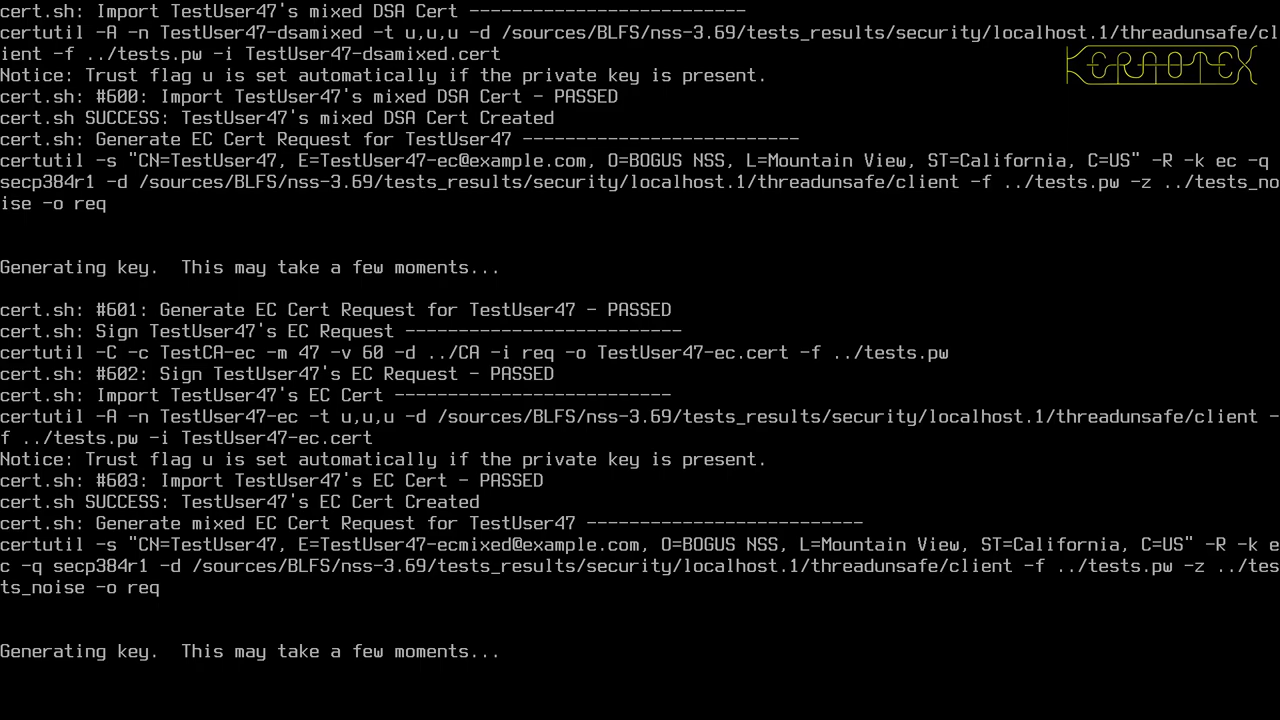 cert.sh: Import TestUser47's mixed DSA Cert --------------------------
certutil -A -n TestUser47-dsamixed -t u,u,u -d /sources/BLFS/nss-3.69/tests_results/security/localhost.1/threadunsafe/cl
ient -f ../tests.pw -i TestUser47-dsamixed.cert
KERNOTEX
Notice: Trust flag u is set automatically if the private key is present.
cert.sh: #600: Import TestUser47's mixed DSA Cert - PASSED
cert.sh SUCCESS: TestUser47's mixed DSA Cert Created
cert.sh: Generate EC Cert Request for TestUser47 --------------------------
certutil -s "CN=TestUser47, E=TestUser47-ec@example.com, O=BOGUS NSS, L=Mountain View, ST=California, C=US" -R -k ec -q
secp384r1 -d /sources/BLFS/nss-3.69/tests_results/security/localhost.1/threadunsafe/client -f ../tests.pw -z ../tests_no
ise -o req
Generating key.  This may take a few moments...
cert.sh: #601: Generate EC Cert Request for TestUser47 - PASSED
cert.sh: Sign TestUser47's EC Request --------------------------
certutil -C -c TestCA-ec -m 47 -v 60 -d ../CA -i req -o TestUser47-ec.cert -f ../tests.pw
cert.sh: #602: Sign TestUser47's EC Request - PASSED
cert.sh: Import TestUser47's EC Cert --------------------------
certutil -A -n TestUser47-ec -t u,u,u -d /sources/BLFS/nss-3.69/tests_results/security/localhost.1/threadunsafe/client -
f ../tests.pw -i TestUser47-ec.cert
Notice: Trust flag u is set automatically if the private key is present.
cert.sh: #603: Import TestUser47's EC Cert - PASSED
cert.sh SUCCESS: TestUser47's EC Cert Created
cert.sh: Generate mixed EC Cert Request for TestUser47 --------------------------
certutil -s "CN=TestUser47, E=TestUser47-ecmixed@example.com, O=BOGUS NSS, L=Mountain View, ST=California, C=US" -R -k e
c -q secp384r1 -d /sources/BLFS/nss-3.69/tests_results/security/localhost.1/threadunsafe/client -f ../tests.pw -z ../tes
ts_noise -o req
Generating key.  This may take a few moments...